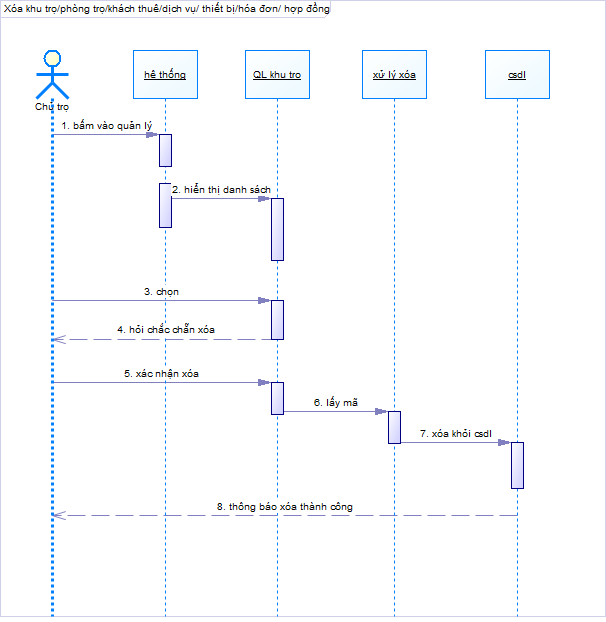 Xóa khu trọ/phòng trọ/khách thuê/dịch vụ/ thiết bị/hóa đơn/ hợp đồng
hệ thống
QL khu trọ
xử lý xóa
csdl
Chủ trọ
1. bấm vào quản lý
2. hiển thị danh sách
3. chọn
4. hỏi chắc chắn xóa
5. xác nhận xóa
6. lấy mã
7. xóa khỏi csdl
8. thông báo xóa thành công